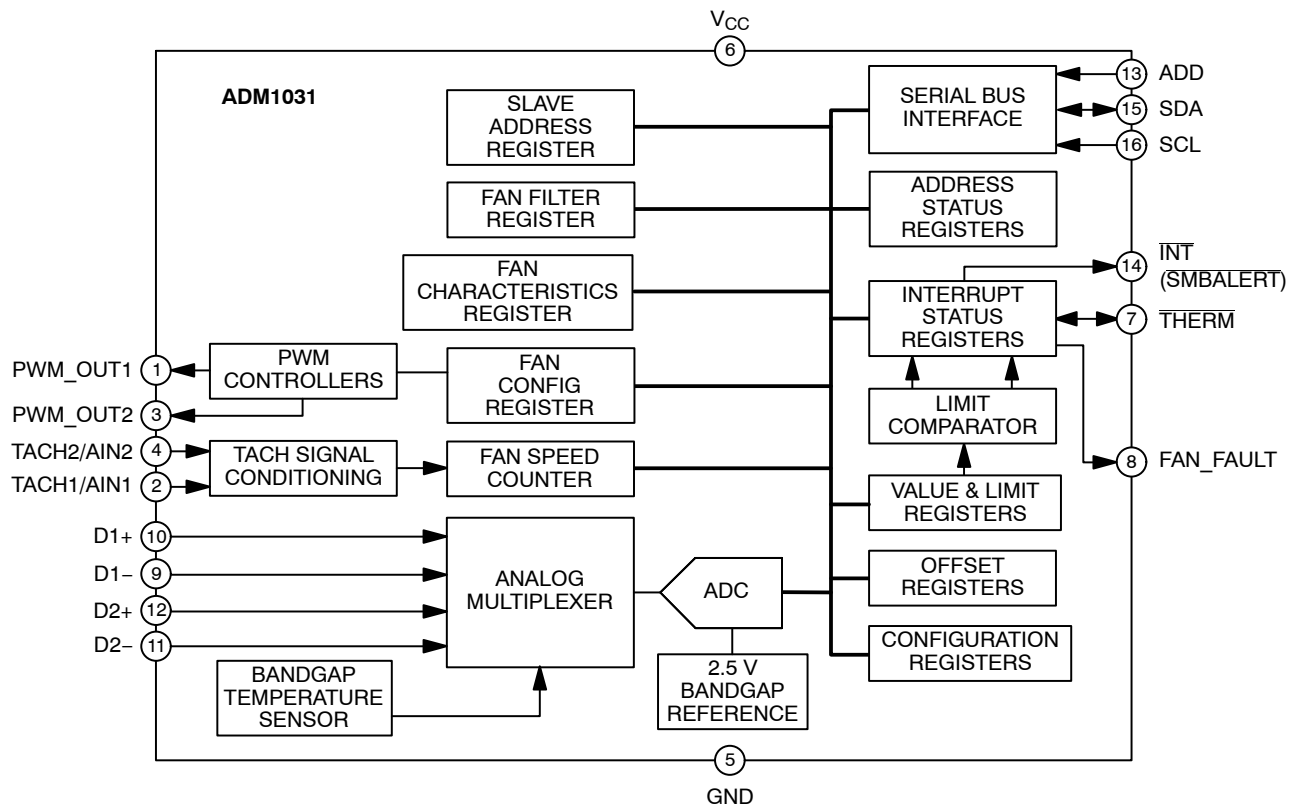 VCC
6
ADM1031
SLAVE
ADDRESS
REGISTER
FAN FILTER
REGISTER
FAN
CHARACTERISTICS
REGISTER
PWM
CONTROLLERS
FAN
CONFIG
REGISTER
TACH SIGNAL
CONDITIONING
FAN SPEED
COUNTER
ANALOG
MULTIPLEXER
ADC
BANDGAP
TEMPERATURE
SENSOR
2.5 V
BANDGAP
REFERENCE
SERIAL BUS
INTERFACE
ADDRESS
STATUS
REGISTERS
INTERRUPT
STATUS
REGISTERS
LIMIT
COMPARATOR
VALUE & LIMIT
REGISTERS
OFFSET
REGISTERS
CONFIGURATION
REGISTERS
PWM_OUT1 1
PWM_OUT2 3
TACH2/AIN2 4
TACH1/AIN1 2
D1+ 10
D1− 9
D2+ 12
D2− 11
13 ADD
15 SDA
16 SCL
14 INT
(SMBALERT)
7 THERM
8 FAN_FAULT
5
GND